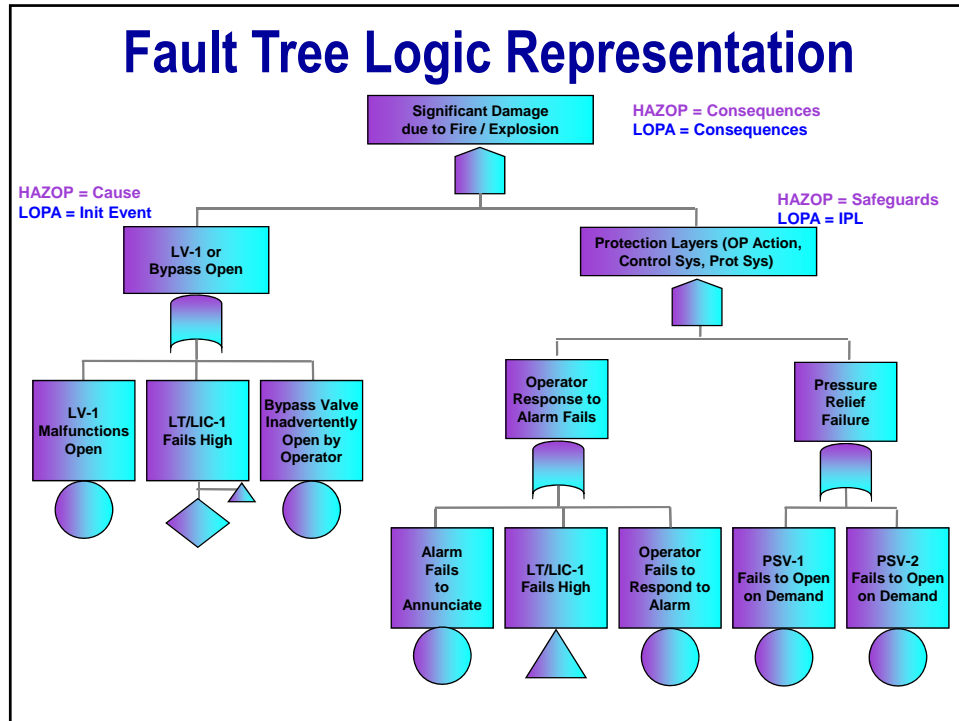 Fault Tree Logic Representation
Significant Damage
due to Fire / Explosion
HAZOP = Consequences
LOPA = Consequences
HAZOP = Cause
LOPA = Init Event
HAZOP = Safeguards
LOPA = IPL
LV-1 or
Bypass Open
Protection Layers (OP Action,
Control Sys, Prot Sys)
LV-1
Malfunctions
Open
LT/LIC-1
Fails High
Bypass Valve
Inadvertently
Open by
Operator
Operator
Response to
Alarm Fails
Pressure
Relief
Failure
Alarm
Fails
to
Annunciate
LT/LIC-1
Fails High
Operator
Fails to
Respond to
Alarm
PSV-1
Fails to Open
on Demand
PSV-2
Fails to Open
on Demand